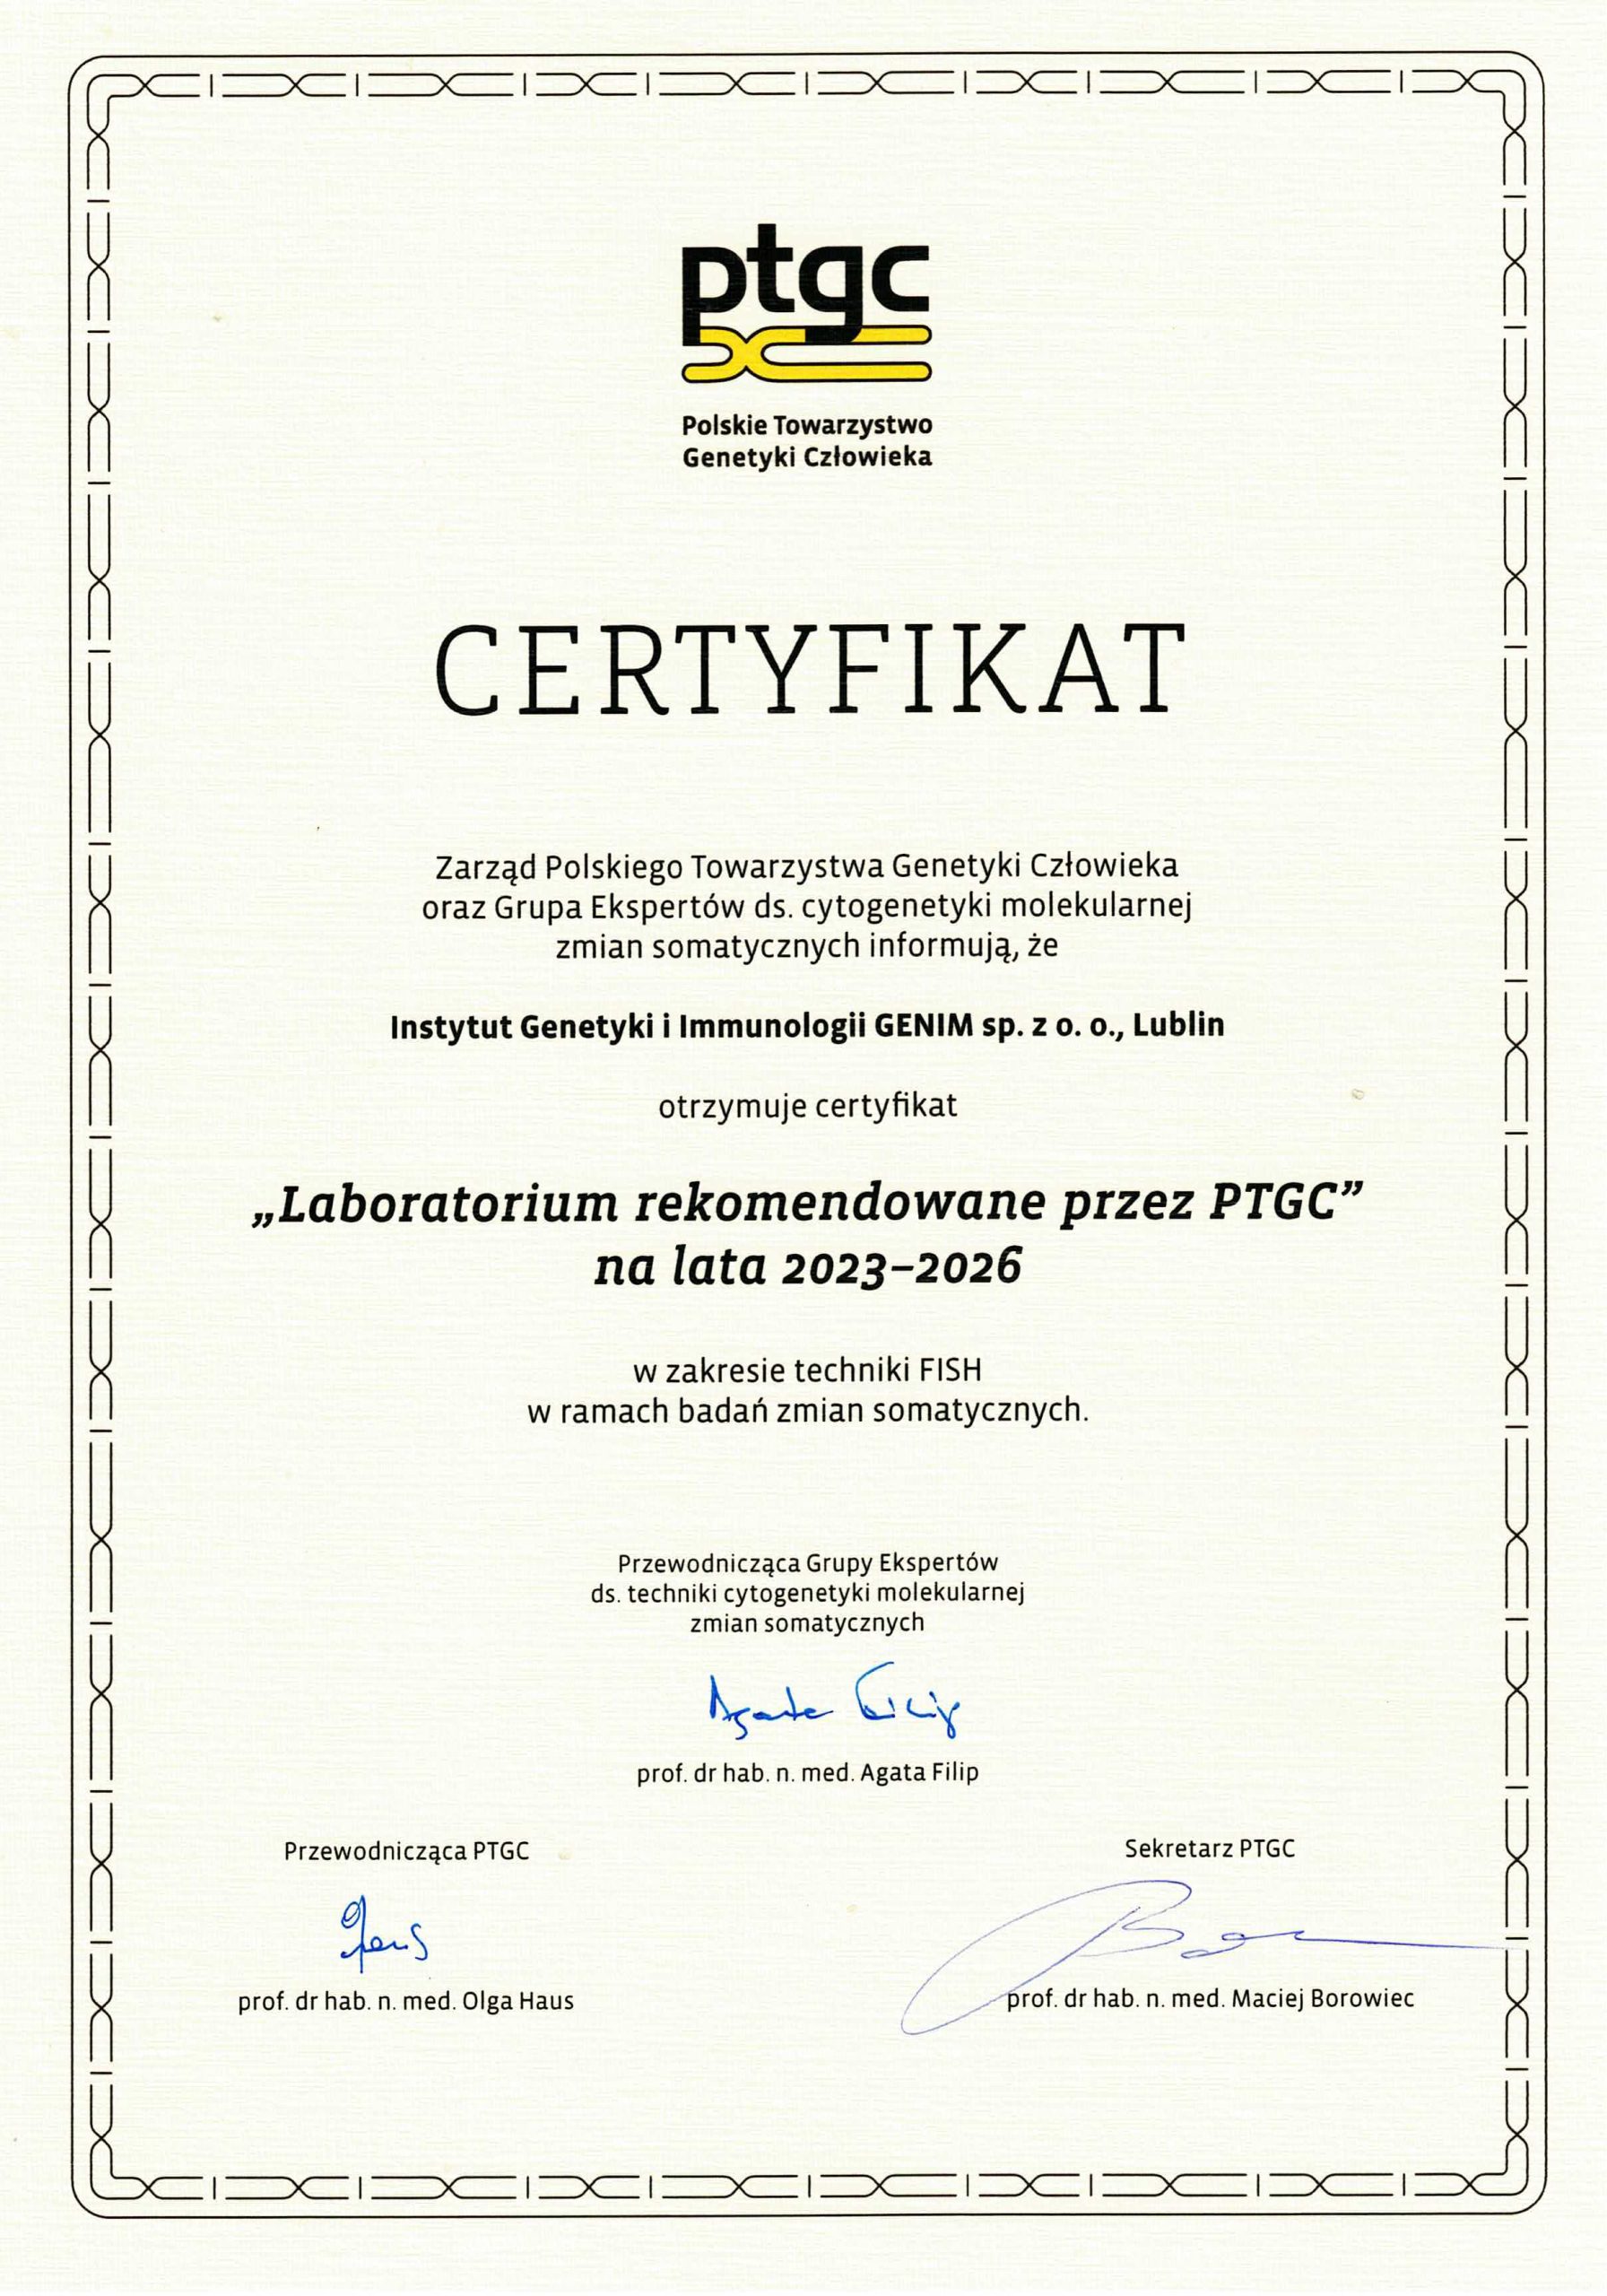 ptgc
Polskie Towarzystwo
Genetyki Człowieka
CERTYFIKAT
Zarząd Polskiego Towarzystwa Genetyki Człowieka
oraz Grupa Ekspertów ds. cytogenetyki molekularnej
zmian somatycznych informują, że
Instytut Genetyki i Immunologii GENIM sp. z o. o., Lublin
otrzymuje certyfikat
„Laboratorium rekomendowane przez PTGC”
na lata 2023–2026
w zakresie techniki FISH
w ramach badań zmian somatycznych.
Przewodnicząca Grupy Ekspertów
ds. techniki cytogenetyki molekularnej
zmian somatycznych
Agata Filip
prof. dr hab. n. med. Agata Filip
Przewodnicząca PTGC
prof. dr hab. n. med. Olga Haus
Sekretarz PTGC
prof. dr hab. n. med. Maciej Borowiec